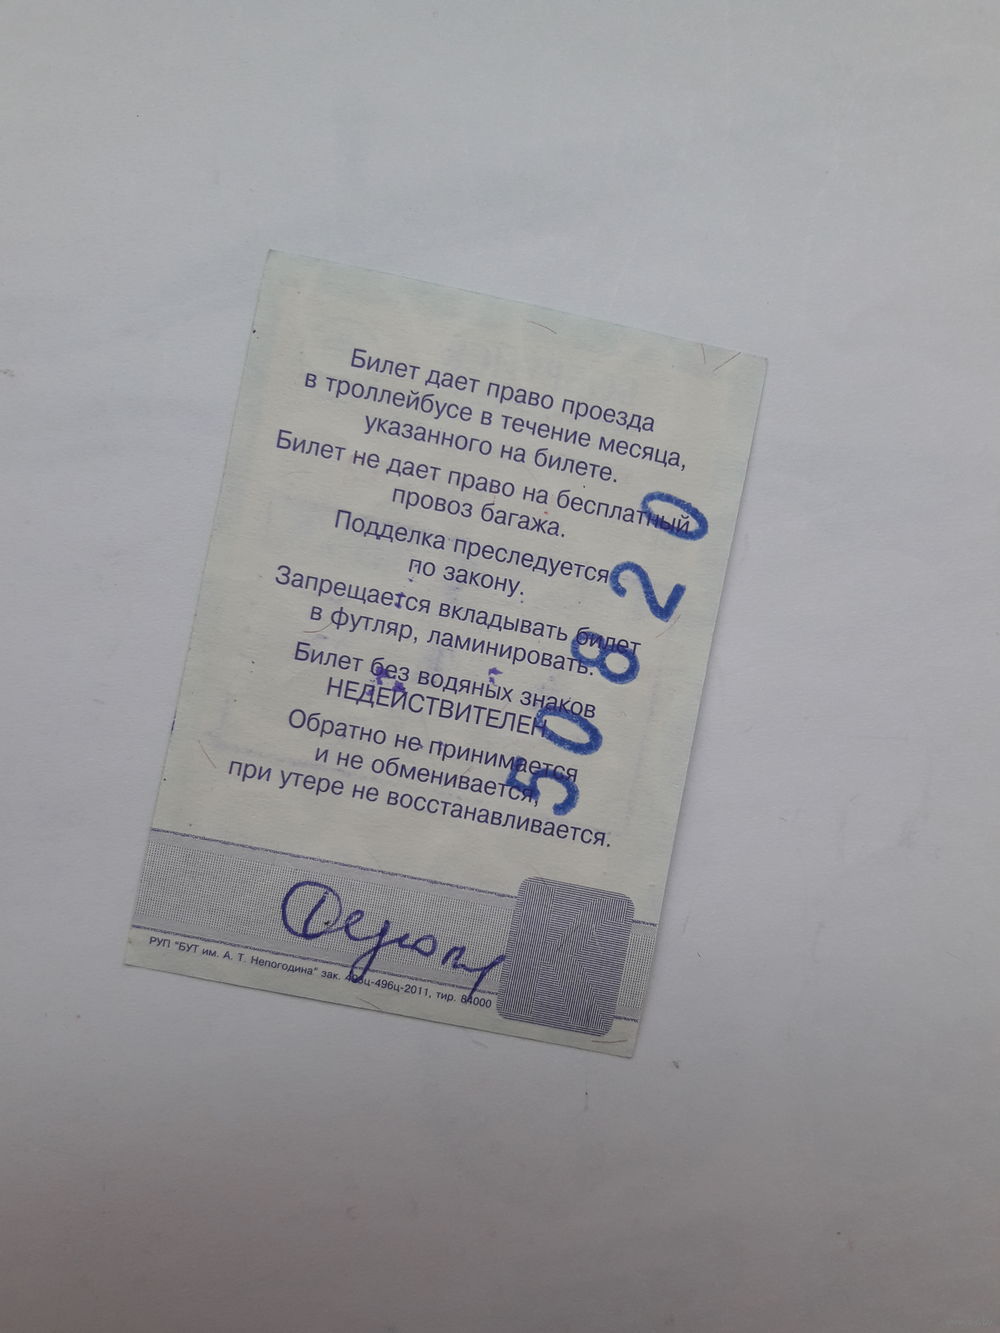 Билет дает право проезда
в троллейбусе в течение месяца,
указанного на билете.
Билет не дает право на бесплатный
провоз багажа.
Подделка преследуется
по закону.
Запрещается вкладывать билет
в футляр, ламинировать.
Билет без водяных знаков
НЕДЕЙСТВИТЕЛЕН.
Обратно не принимается
и не обменивается,
при утере не восстанавливается.
50820
РУП "БУТ им. А. Т. Непогодина" зак. 496ц-2011, тир. 84000